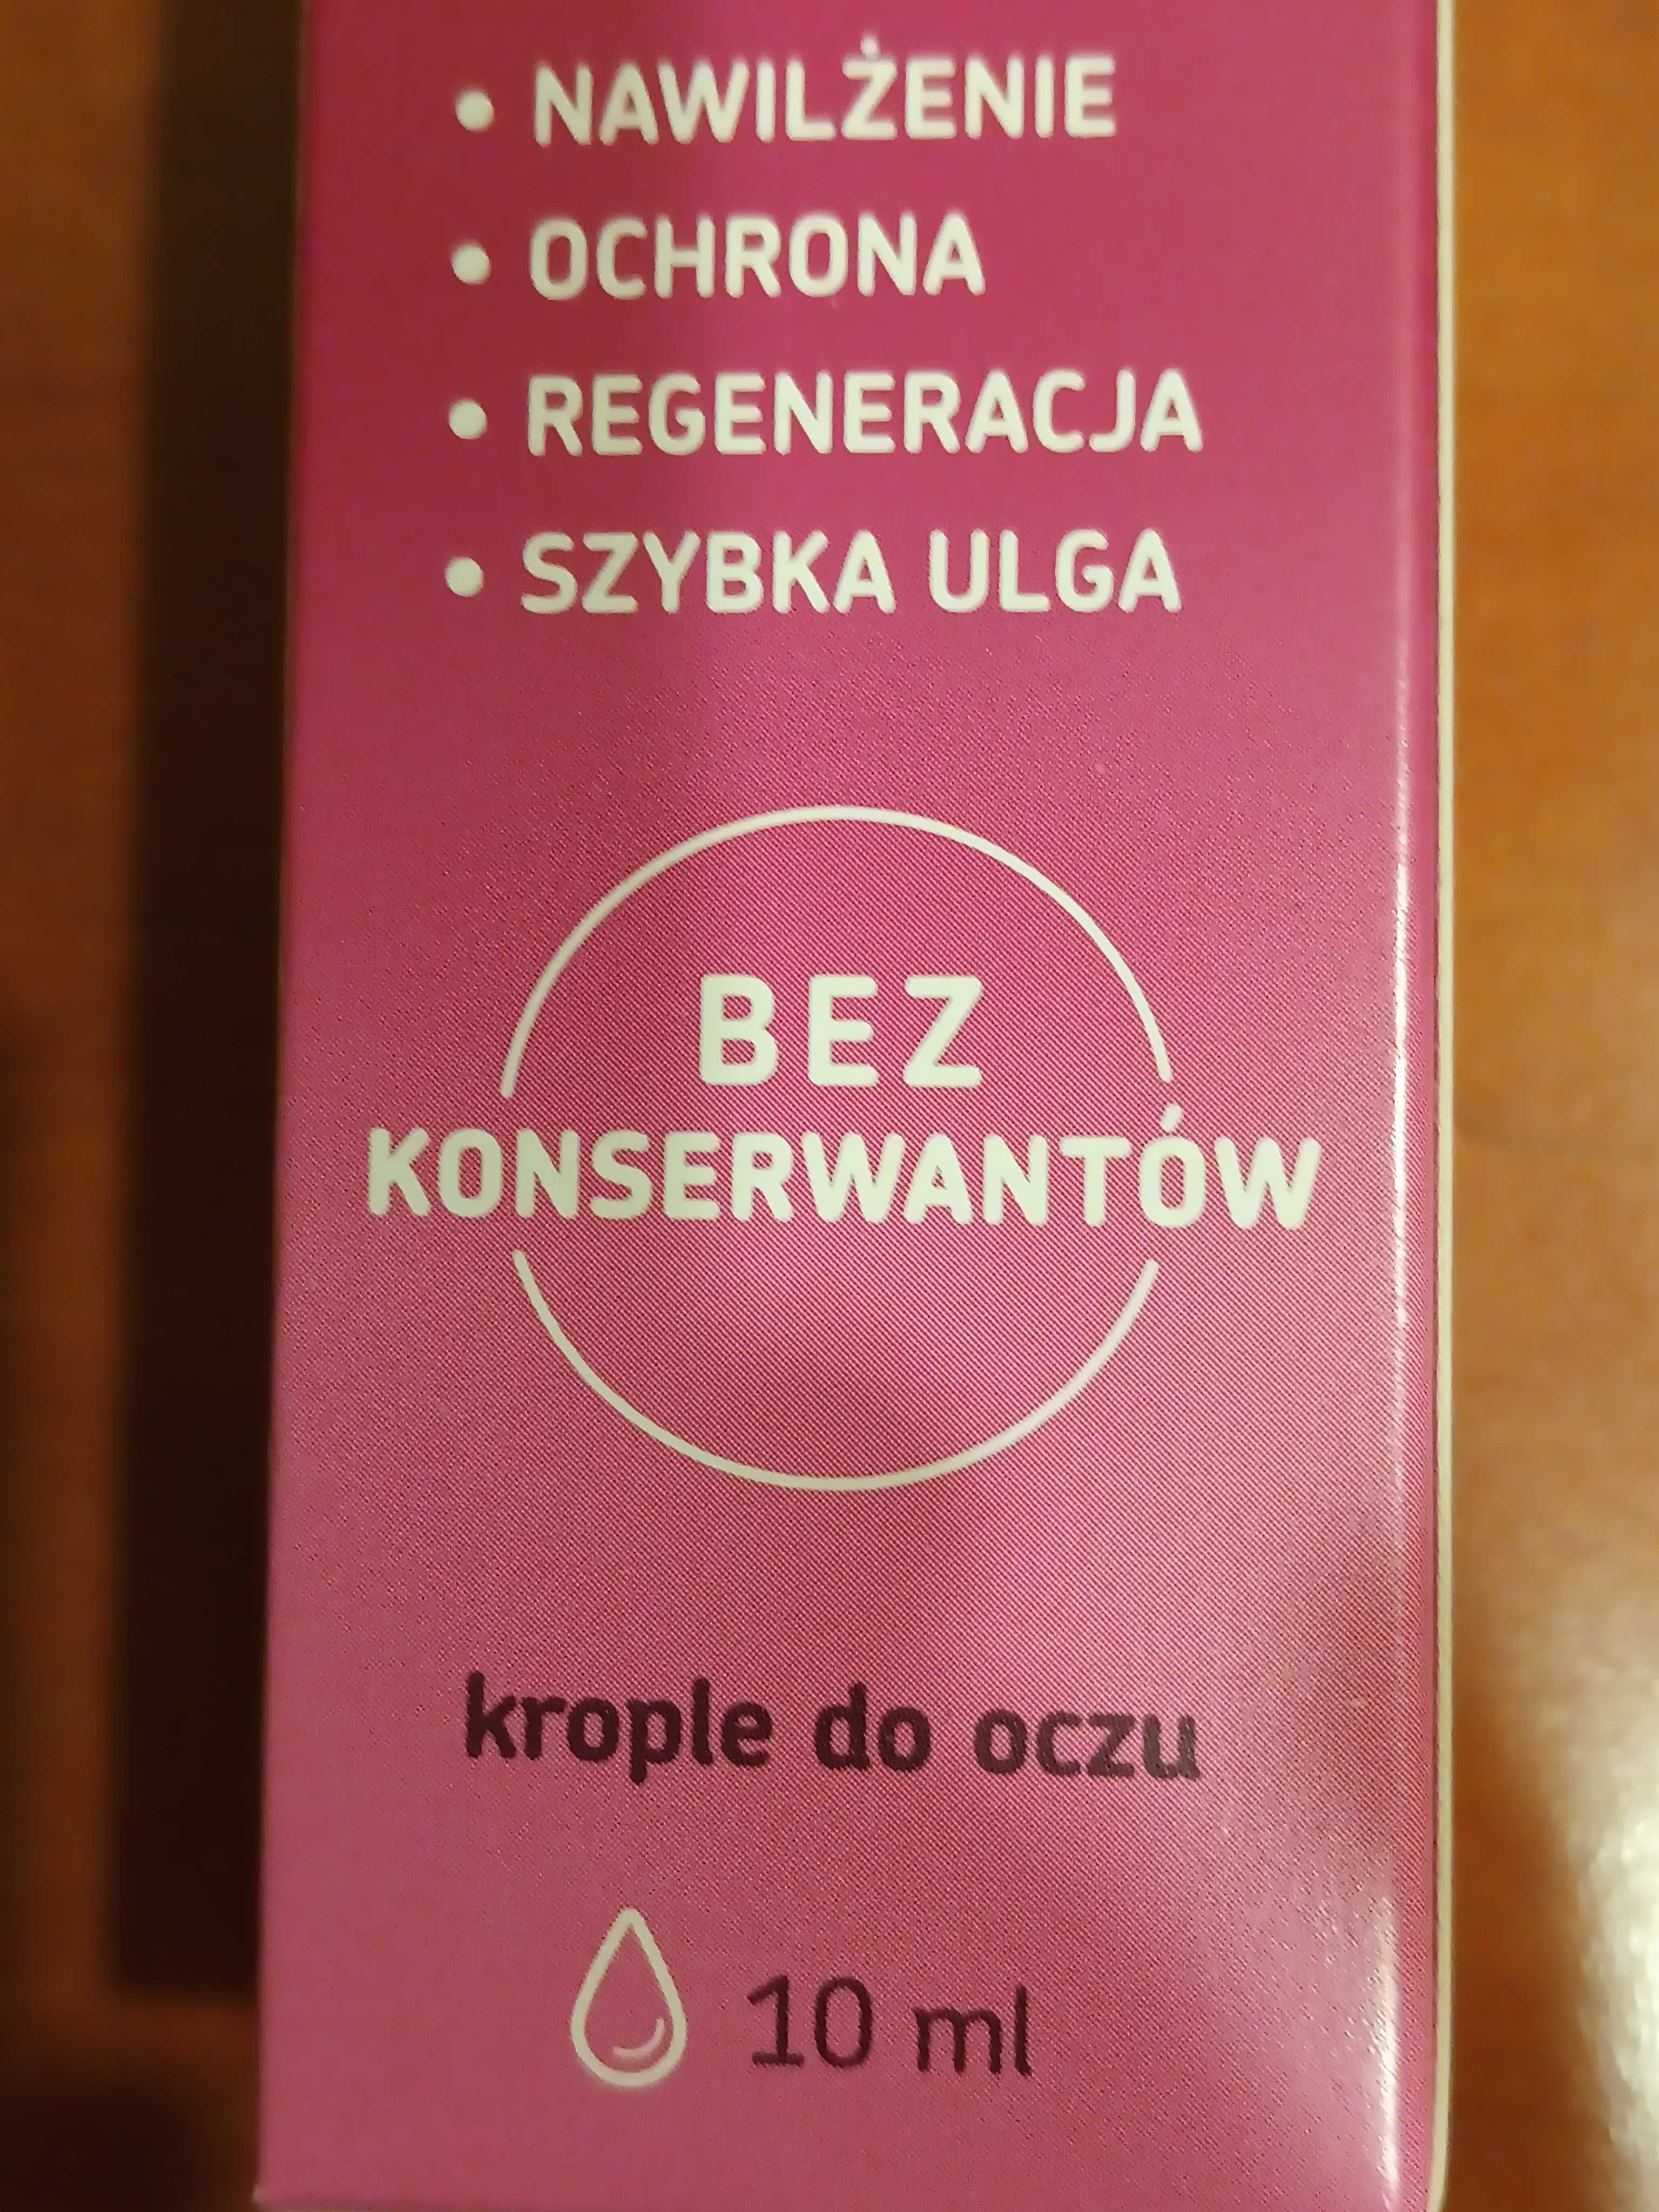 • NAWILŻENIE
• OCHRONA
• REGENERACJA
• SZYBKA ULGA
BEZ
KONSERWANTÓW
krople do oczu
10 ml